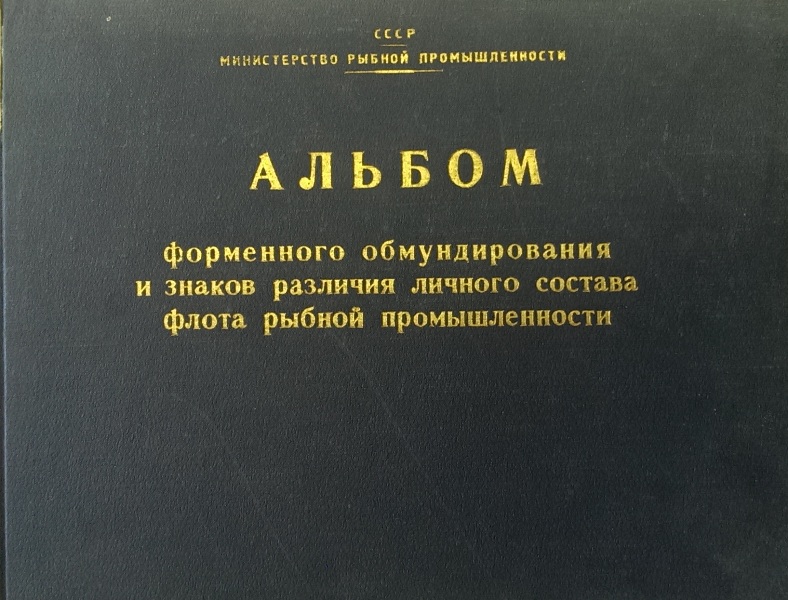 СССР
МИНИСТЕРСТВО РЫБНОЙ ПРОМЫШЛЕННОСТИ
АЛЬБОМ
форменного обмундирования
и знаков различия личного состава
флота рыбной промышленности